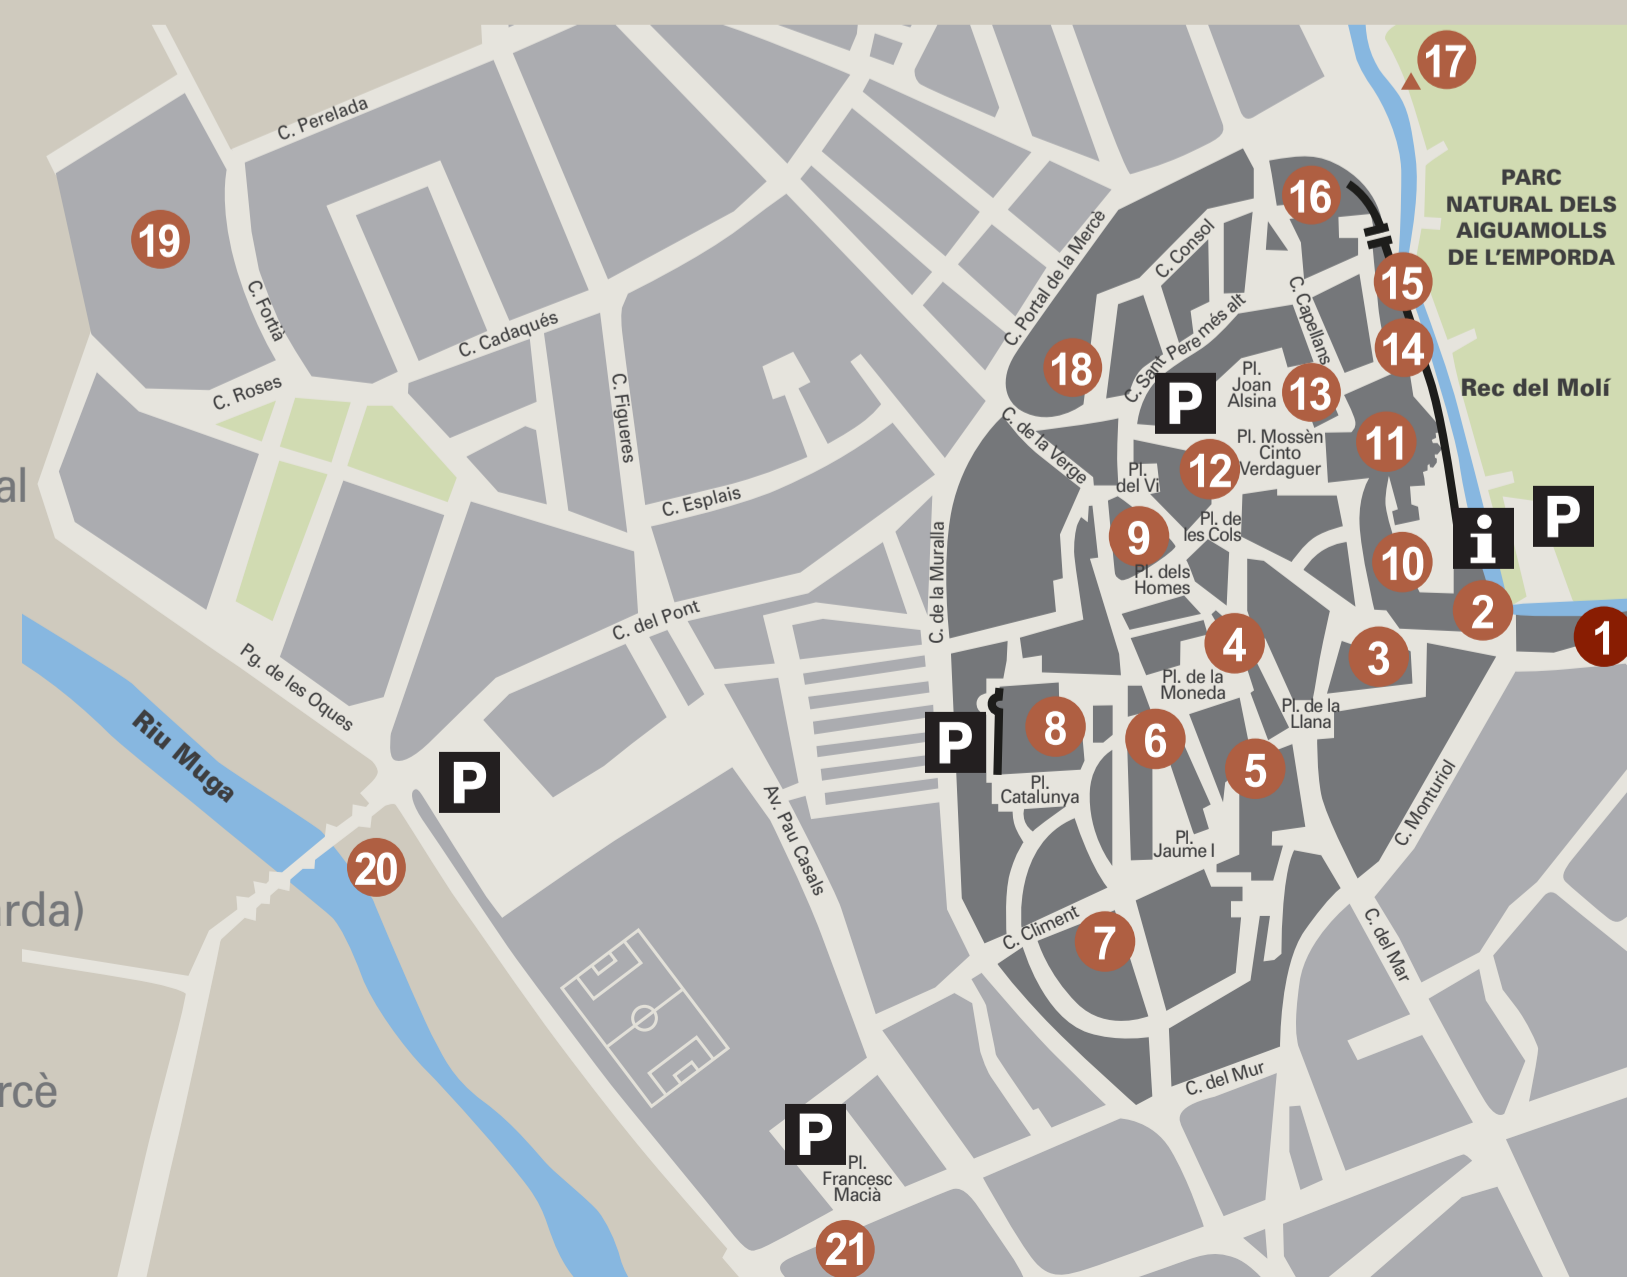 17
C. Perelada
PARC
NATURAL DELS
AIGUAMOLLS
DE L'EMPORDA
16
19
C. Portal de la Mercè
C. Consol
15
C. Fortià
C. Capellans
C. Cadaqués
C. Sant Pere més alt
14
18
Pl.
Joan
Alsina
13
Rec del Molí
C. Roses
C. Figueres
P
C. de la Verge
Pl. Mossèn
Cinto
Verdaguer
11
12
Pl.
del Vi
al
C. Esplais
P
i
Pl. de
les Cols
9
10
C. de la Muralla
Pl. dels
Homes
2
C. del Pont
1
4
3
Pg. de les Oques
Pl. de la
Moneda
Pl. de la
Llana
Riu Muga
8
6
P
5
P
Pl.
Catalunya
C. Monturiol
Av. Pau Casals
Pl.
Jaume I
20
arda)
C. Climent
7
C. del Mar
rcè
C. del Mur
P
Pl.
Francesc
Macià
21